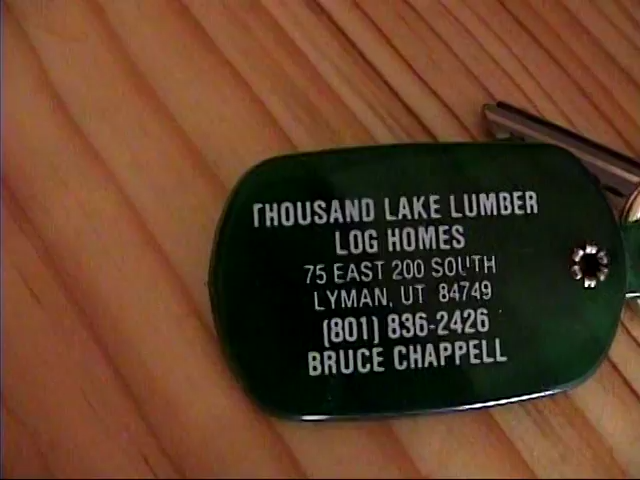 THOUSAND LAKE LUMBER
LOG HOMES
75 EAST 200 SOUTH
LYMAN, UT 84749
(801) 836-2426
BRUCE CHAPPELL